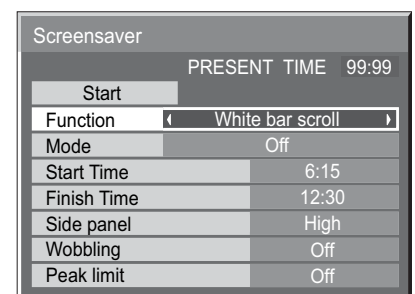 Screensaver
PRESENT TIME 99:99
Start
Function White bar scroll
Mode Off
Start Time 6:15
Finish Time 12:30
Side panel High
Wobbling Off
Peak limit Off